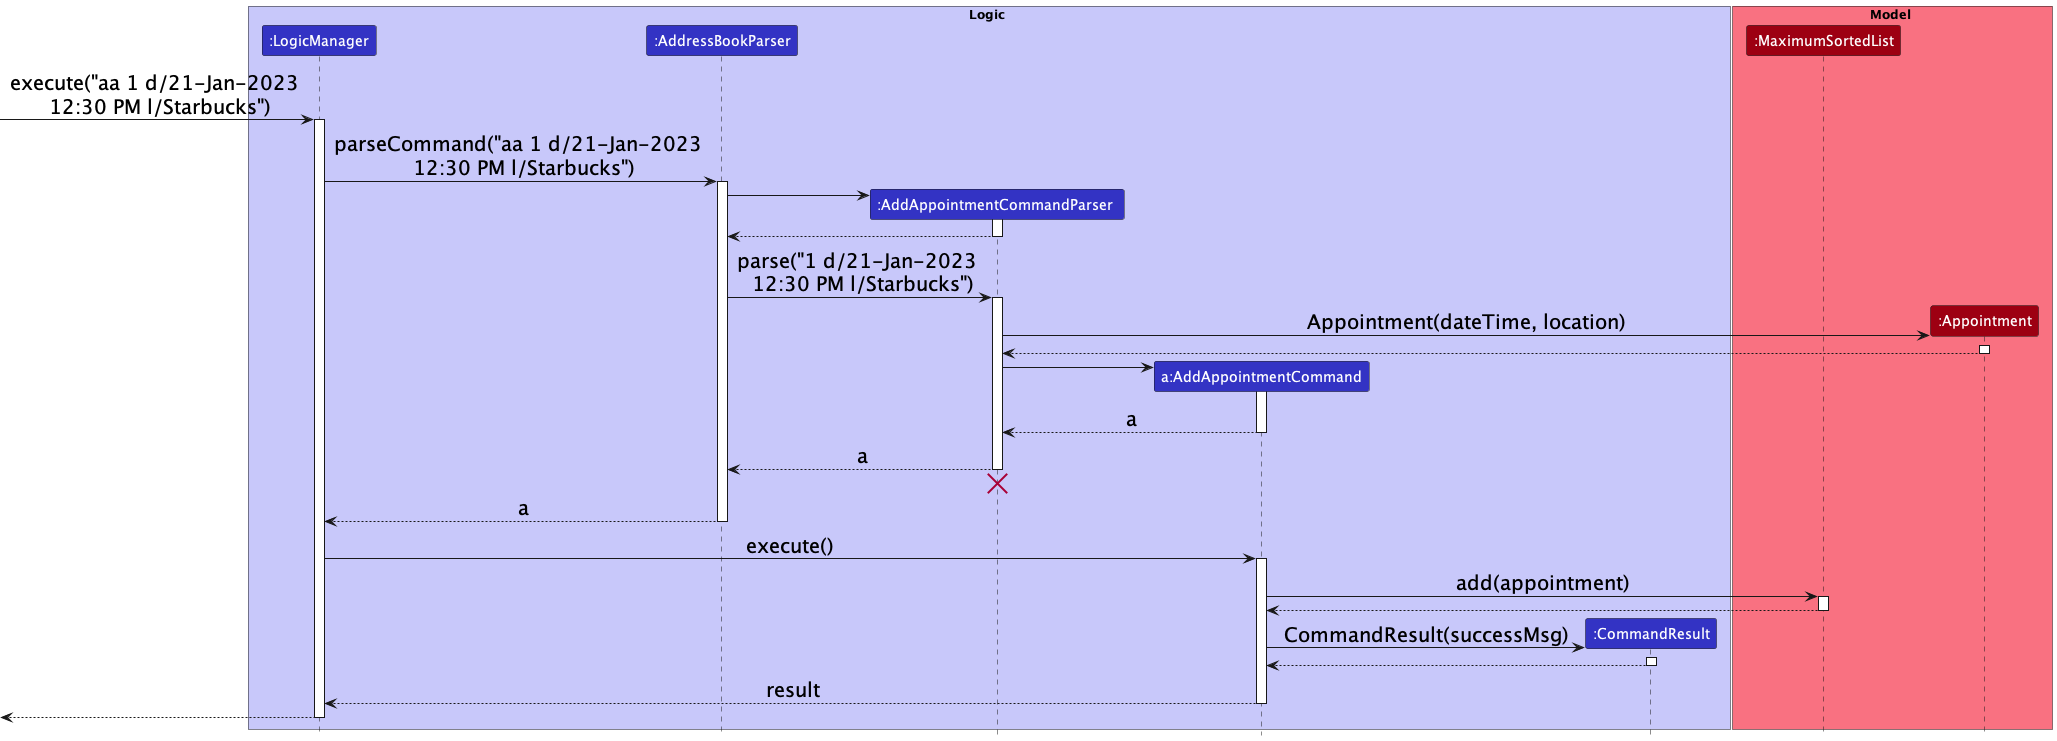 Logic
Model
:LogicManager
:AddressBookParser
:MaximumSortedList
execute("aa 1 d/21-Jan-2023
12:30 PM l/Starbucks")
parseCommand("aa 1 d/21-Jan-2023
12:30 PM l/Starbucks")
:AddAppointmentCommandParser
parse("1 d/21-Jan-2023
12:30 PM l/Starbucks")
Appointment(dateTime, location)
:Appointment
a:AddAppointmentCommand
a
a
a
execute()
add(appointment)
CommandResult(successMsg)
:CommandResult
result